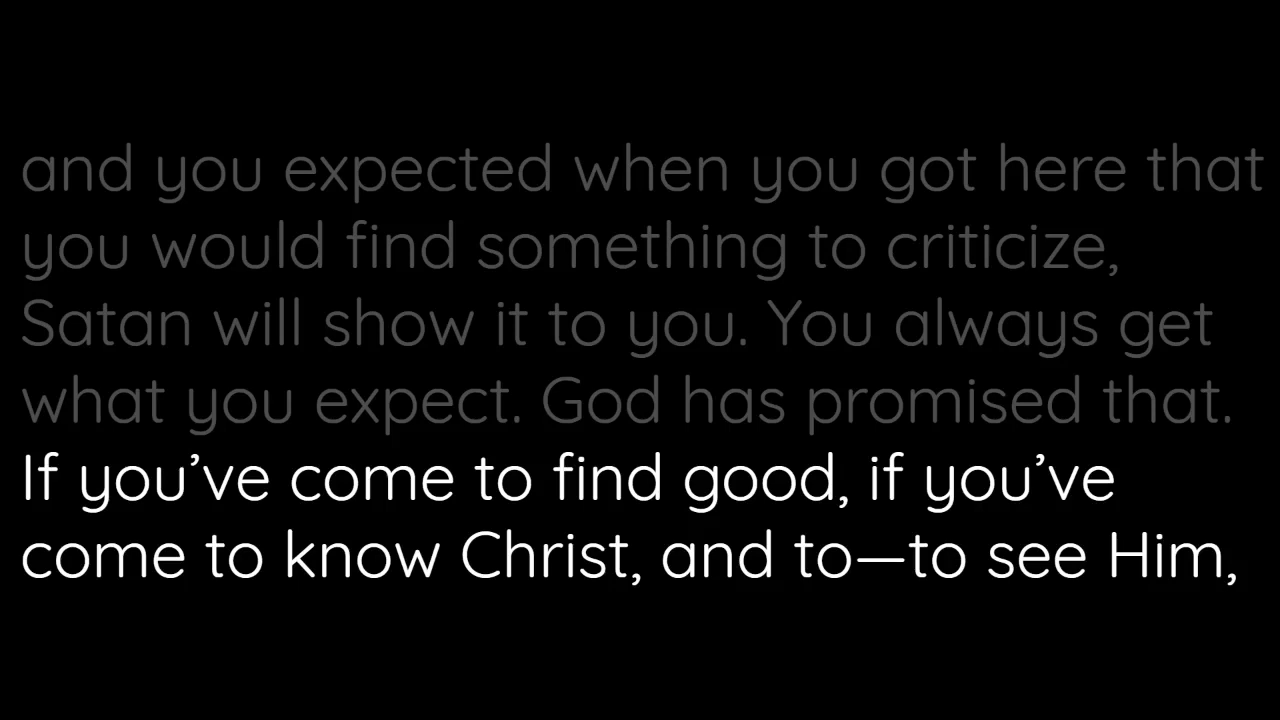 and you expected when you got here that
you would find something to criticize,
Satan will show it to you. You always get
what you expect. God has promised that.
If you’ve come to find good, if you’ve
come to know Christ, and to—to see Him,